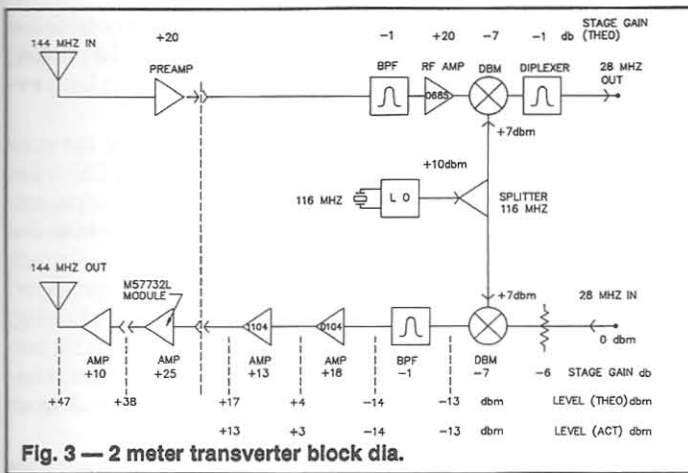 -1 +20 -7 -1 db STAGE GAIN (THEO)
144 MHZ IN
+20
PREAMP
BPF
RF AMP
DBM
DIPLEXER
28 MHZ OUT
0685
+7dbm
+10dbm
116 MHZ
L O
SPLITTER
116 MHZ
144 MHZ OUT
M57732L
MODULE
+7dbm
28 MHZ IN
0 dbm
1104
0104
AMP
+10
AMP
+25
AMP
+13
AMP
+18
BPF
-1
DBM
-7
-6 STAGE GAIN db
+47 +38 +17 +4 -14 -13 dbm LEVEL (THEO) dbm
+13 +3 -14 -13 dbm LEVEL (ACT) dbm
Fig. 3 — 2 meter transverter block dia.